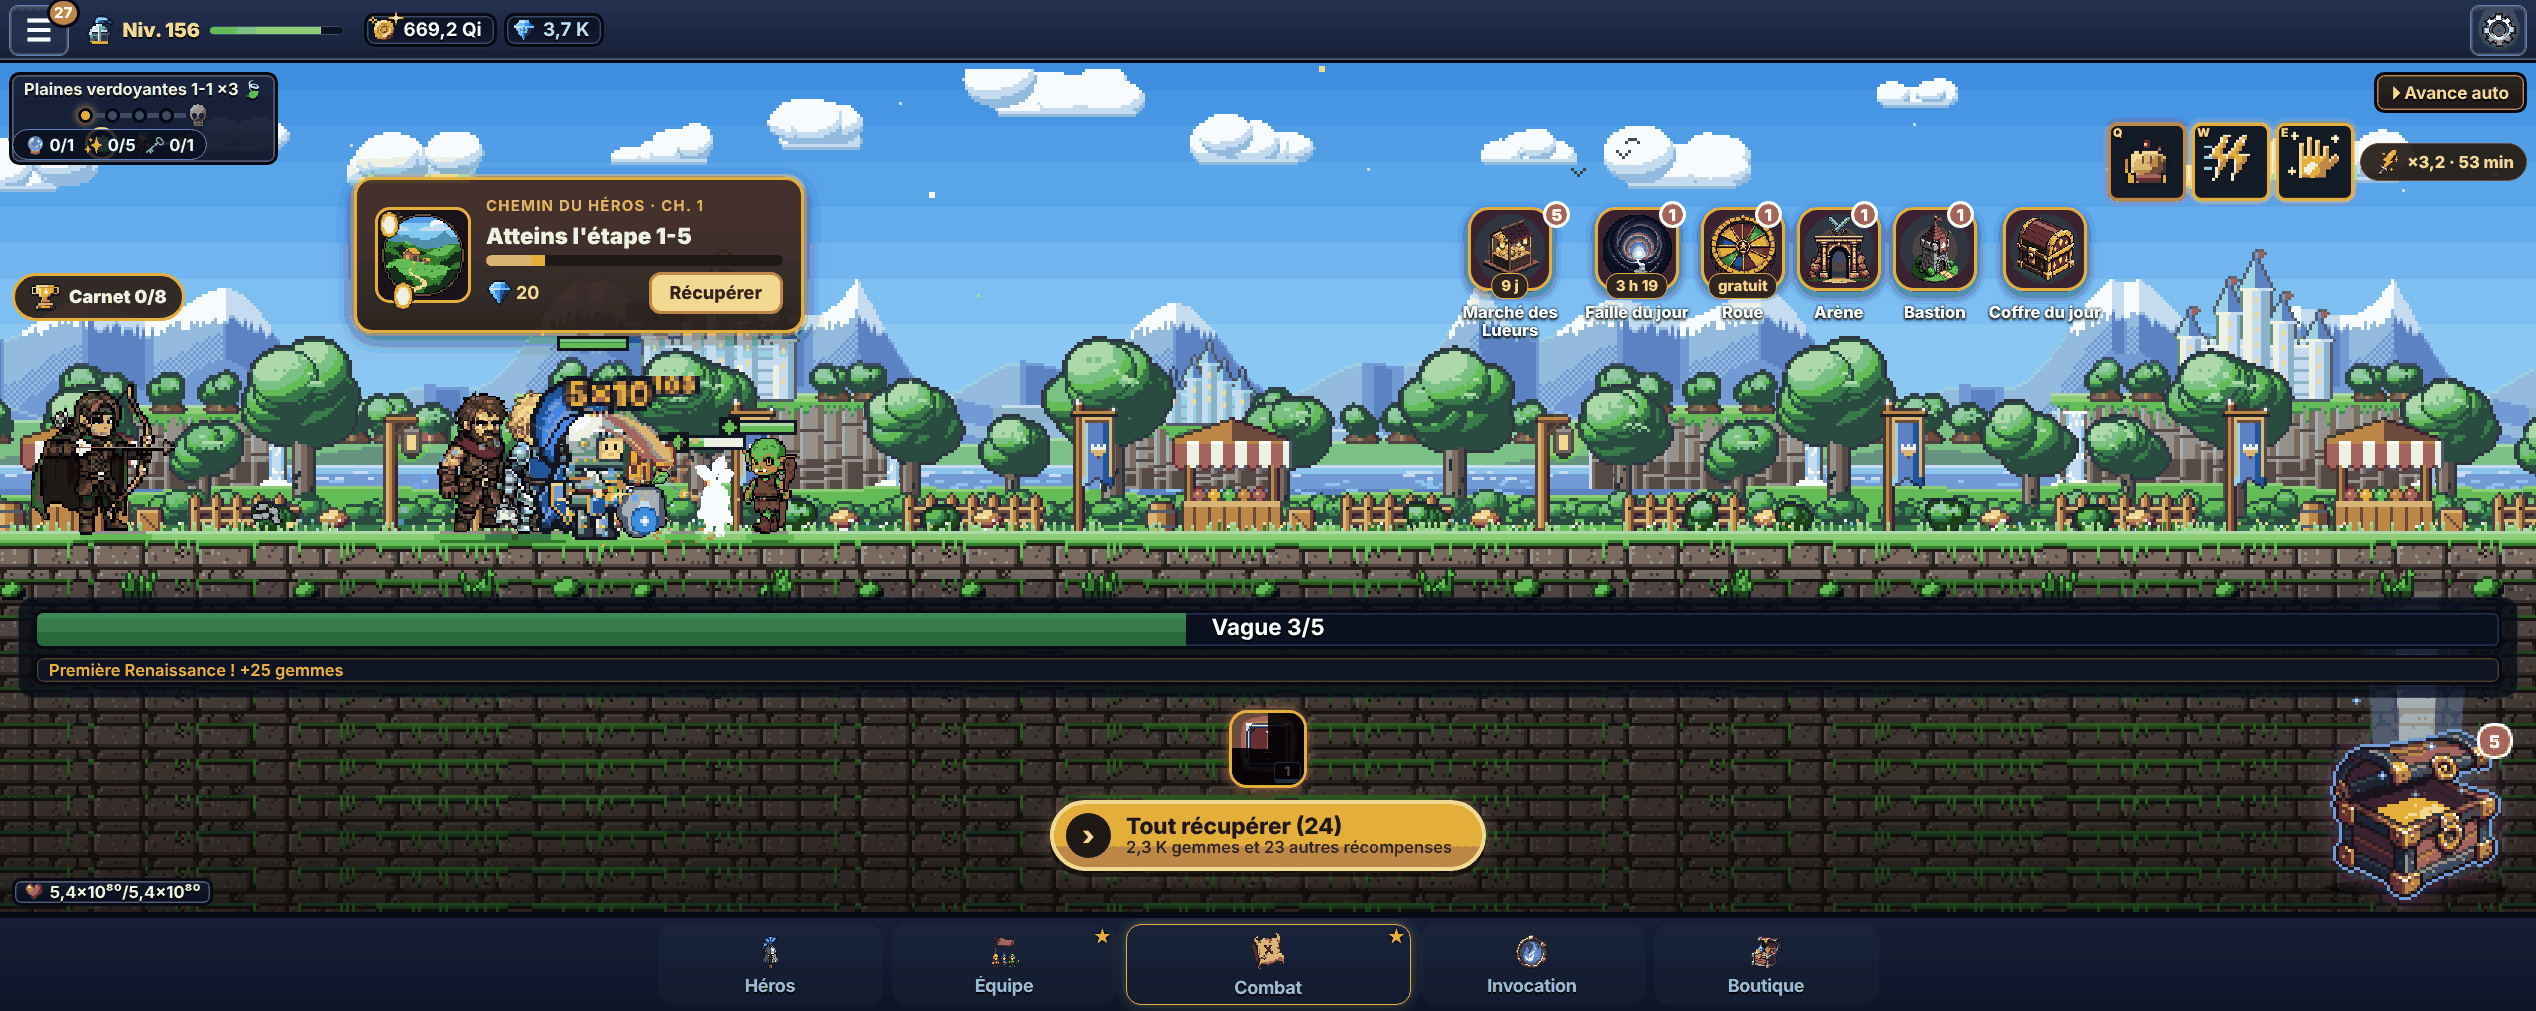 27
Niv. 156
669,2 Qi
3,7 K
Plaines verdoyantes 1-1 ×3
0/1
0/5
0/1
Avance auto
Q
W
E
×3,2 · 53 min
CHEMIN DU HÉROS · CH. 1
Atteins l'étape 1-5
20
Récupérer
Carnet 0/8
5
9 j
Marché des
Lueurs
1
3 h 19
Faille du jour
1
gratuit
Roue
1
Arène
1
Bastion
Coffre du jour
5×10¹⁰³
Vague 3/5
Première Renaissance ! +25 gemmes
1
5
Tout récupérer (24)
2,3 K gemmes et 23 autres récompenses
5,4×10⁸⁰/5,4×10⁸⁰
Héros
Équipe
Combat
Invocation
Boutique